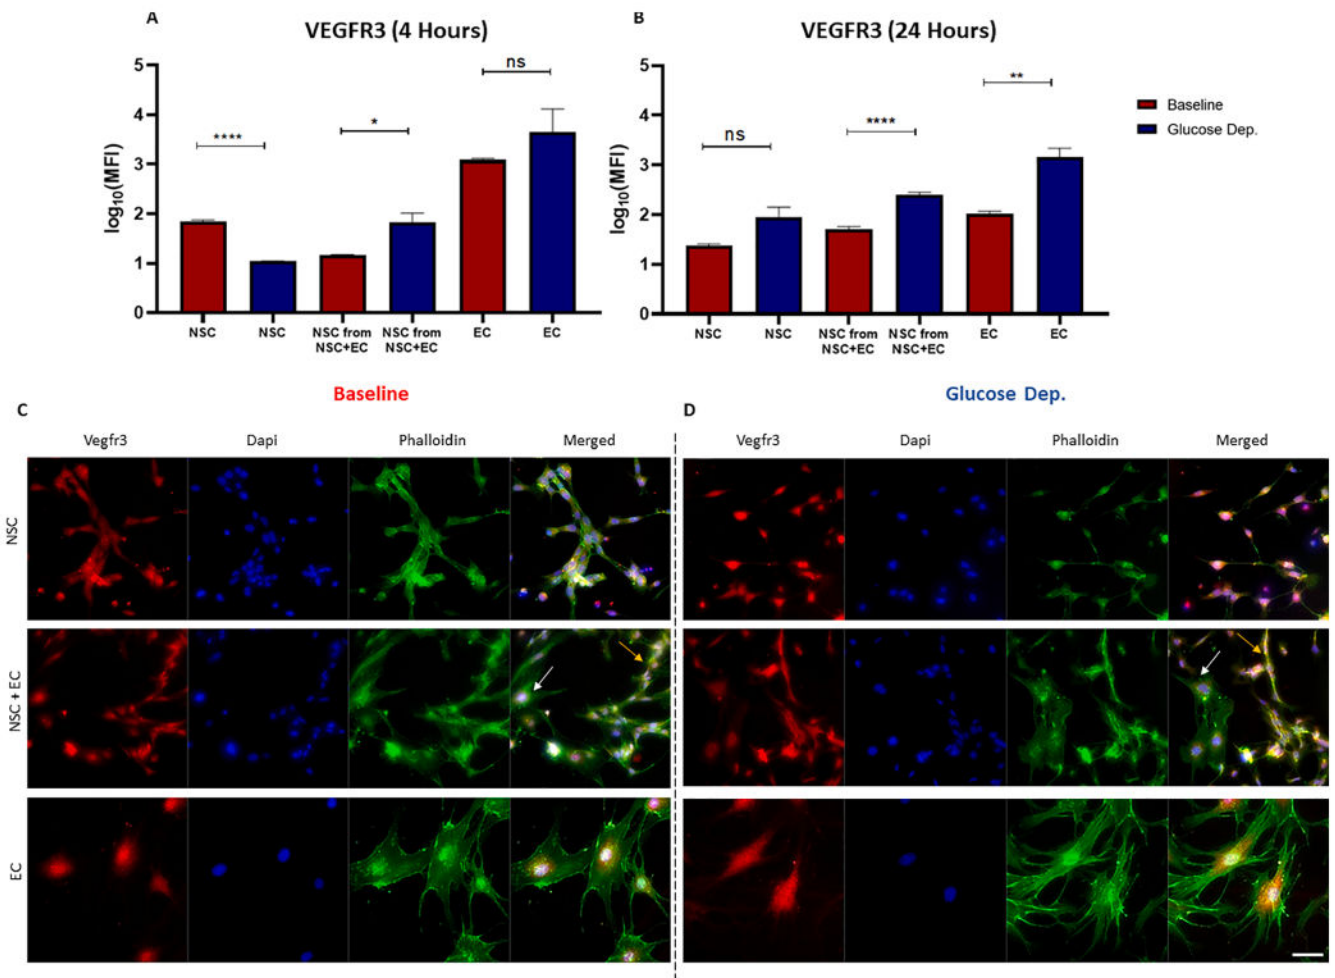 A
VEGFR3 (4 Hours)
log10(MFI)
5
4
3
2
1
0
****
*
ns
NSC
NSC
NSC from
NSC+EC
NSC from
NSC+EC
EC
EC
B
VEGFR3 (24 Hours)
log10(MFI)
5
4
3
2
1
0
ns
****
**
NSC
NSC
NSC from
NSC+EC
NSC from
NSC+EC
EC
EC
Baseline
Glucose Dep.
C
Baseline
Vegfr3
Dapi
Phalloidin
Merged
NSC
NSC + EC
EC
D
Glucose Dep.
Vegfr3
Dapi
Phalloidin
Merged